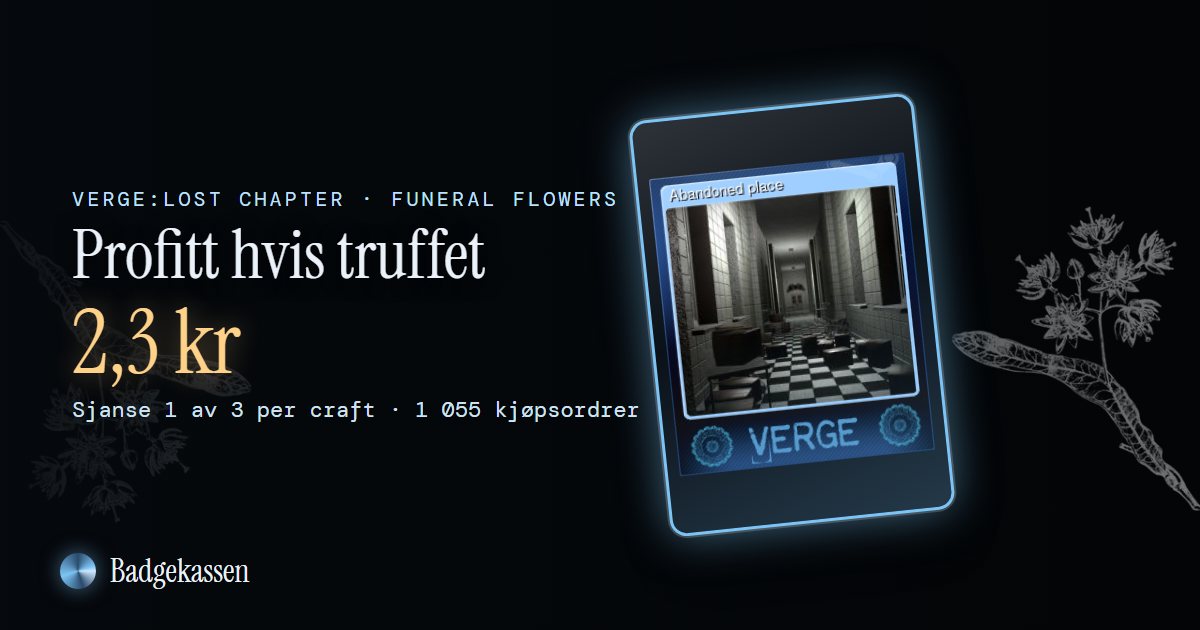 VERGE:LOST CHAPTER · FUNERAL FLOWERS
Profitt hvis truffet
2,3 kr
Sjanse 1 av 3 per craft · 1 055 kjøpsordrer
Abandoned place
VERGE
Badgekassen